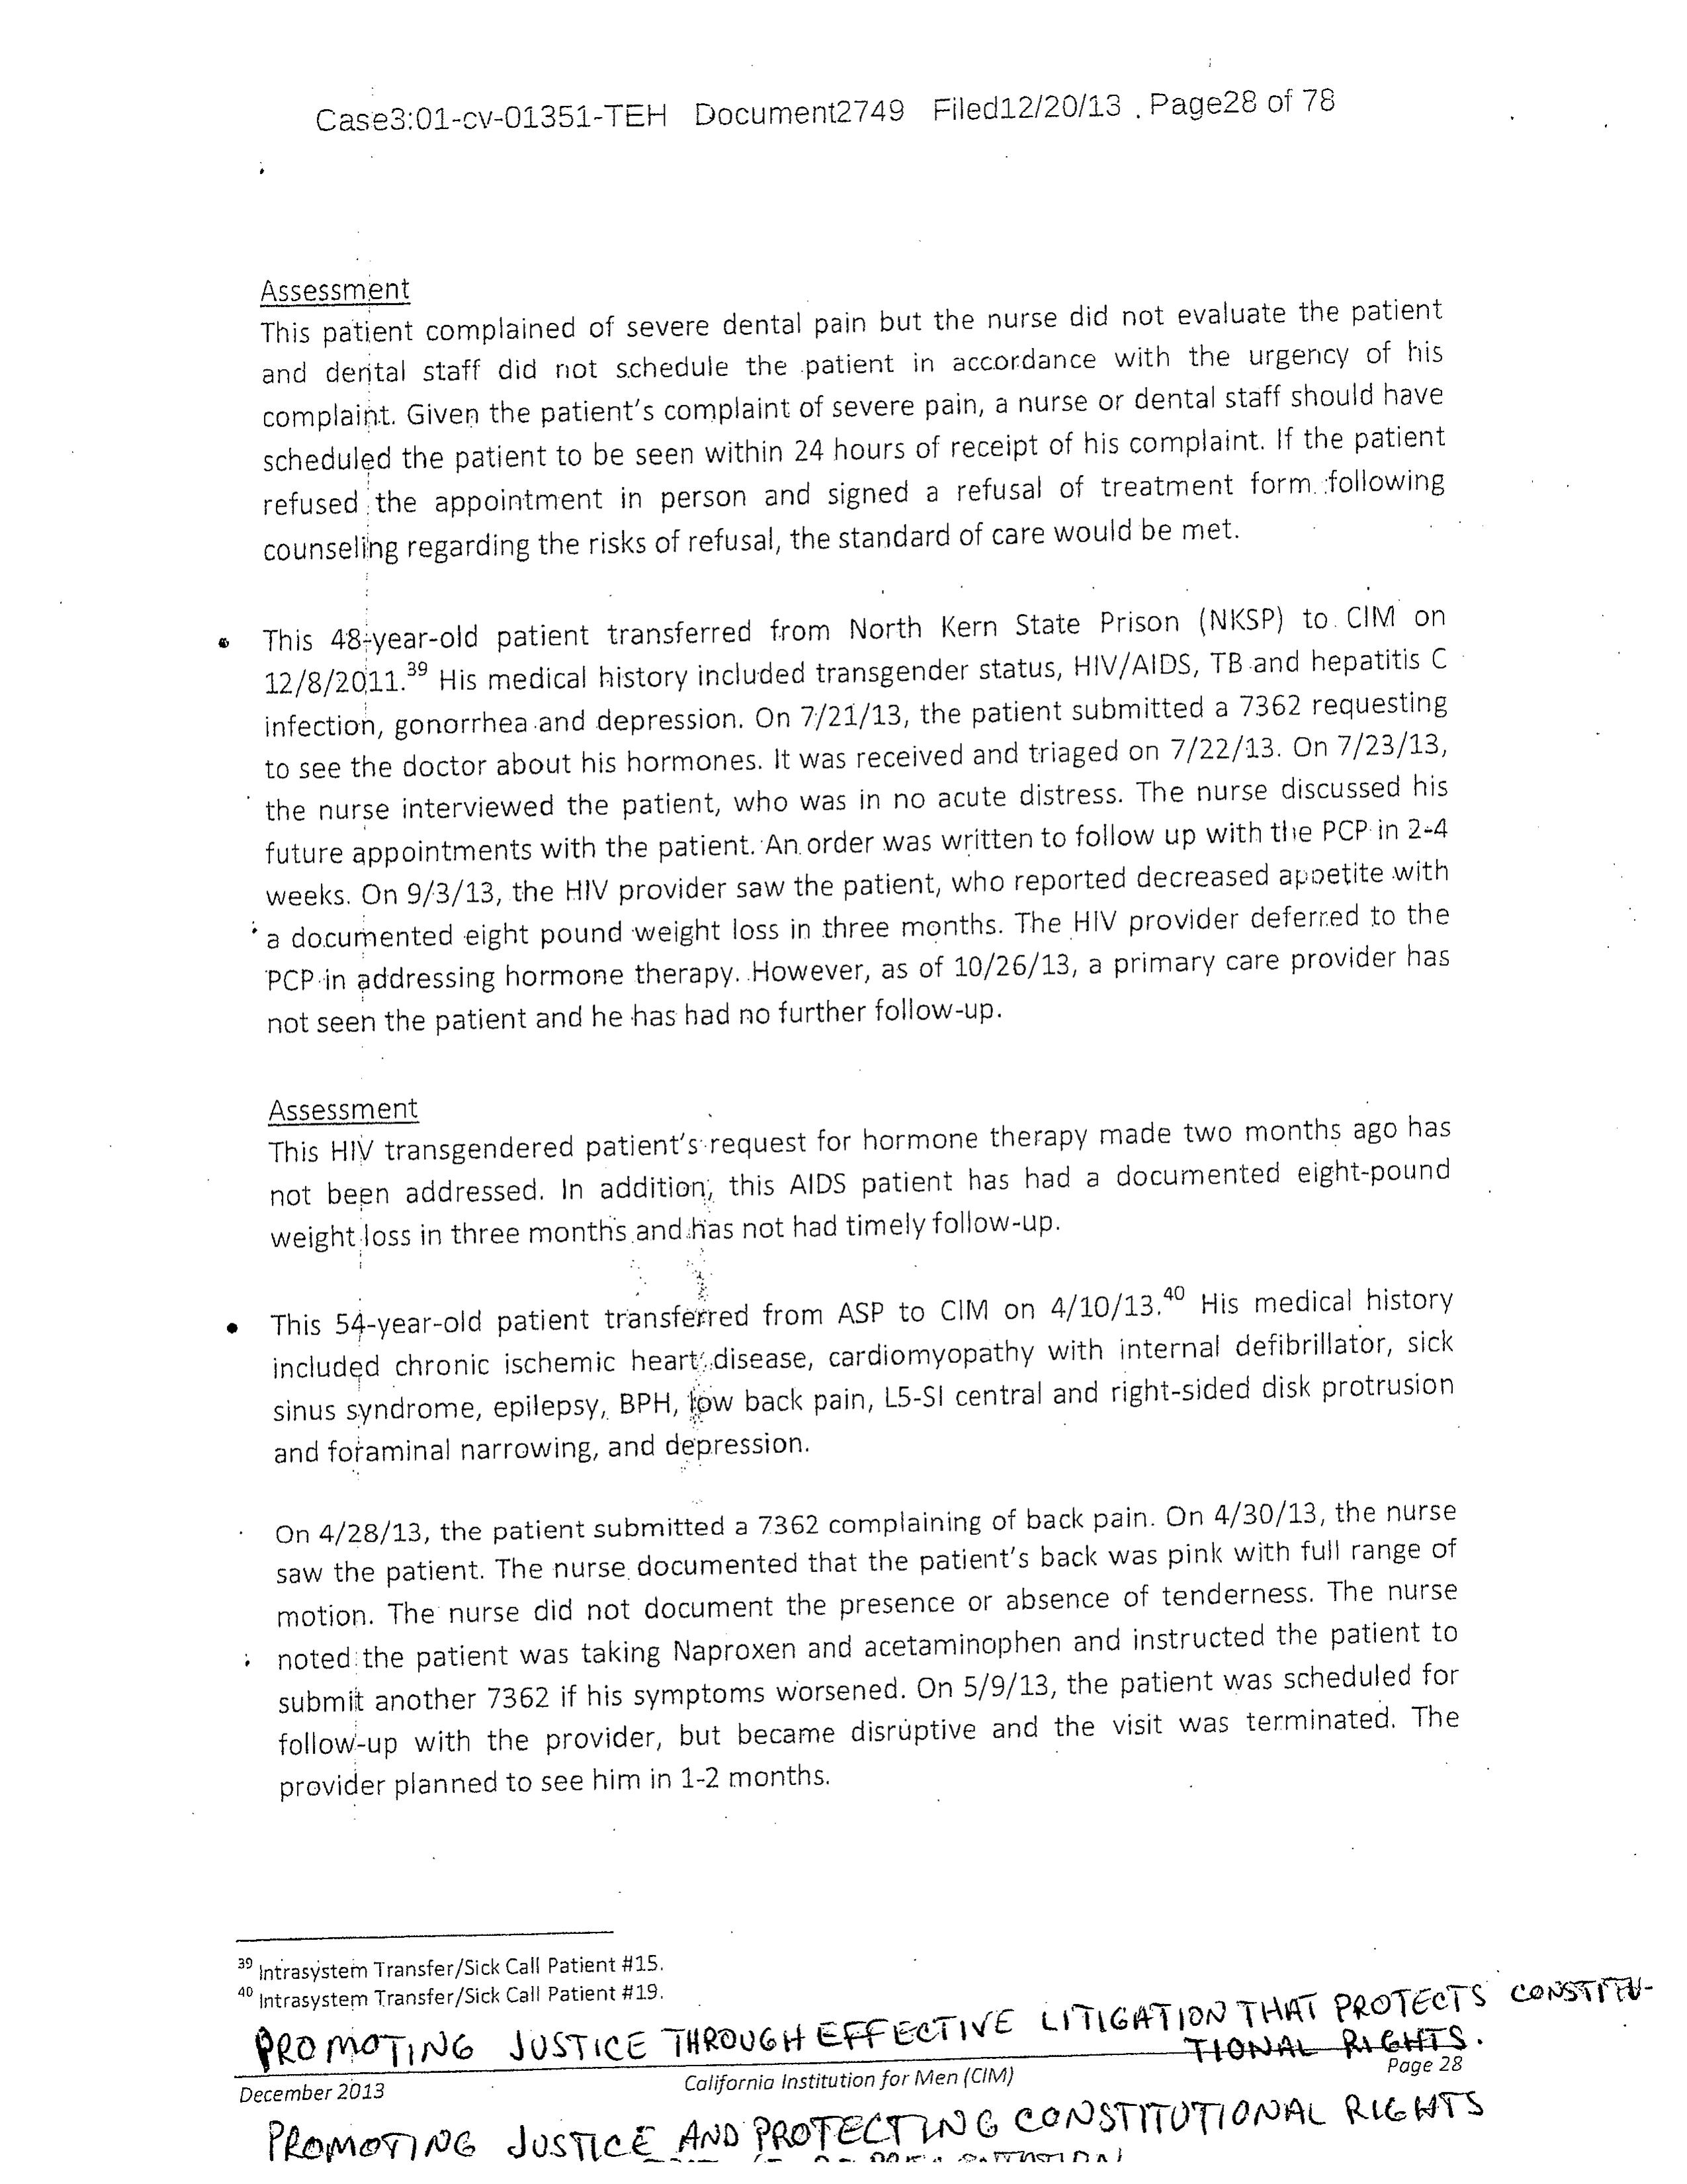 Case3:01-cv-01351-TEH Document2749 Filed12/20/13 . Page28 of 78
Assessment
This patient complained of severe dental pain but the nurse did not evaluate the patient
and dental staff did not schedule the patient in accordance with the urgency of his
complaint. Given the patient's complaint of severe pain, a nurse or dental staff should have
scheduled the patient to be seen within 24 hours of receipt of his complaint. If the patient
refused the appointment in person and signed a refusal of treatment form following
counseling regarding the risks of refusal, the standard of care would be met.
• This 48-year-old patient transferred from North Kern State Prison (NKSP) to CIM on
12/8/2011.39 His medical history included transgender status, HIV/AIDS, TB and hepatitis C
infection, gonorrhea and depression. On 7/21/13, the patient submitted a 7362 requesting
to see the doctor about his hormones. It was received and triaged on 7/22/13. On 7/23/13,
the nurse interviewed the patient, who was in no acute distress. The nurse discussed his
future appointments with the patient. An order was written to follow up with the PCP in 2-4
weeks. On 9/3/13, the HIV provider saw the patient, who reported decreased appetite with
a documented eight pound weight loss in three months. The HIV provider deferred to the
PCP in addressing hormone therapy. However, as of 10/26/13, a primary care provider has
not seen the patient and he has had no further follow-up.
Assessment
This HIV transgendered patient's request for hormone therapy made two months ago has
not been addressed. In addition, this AIDS patient has had a documented eight-pound
weight loss in three months and has not had timely follow-up.
• This 54-year-old patient transferred from ASP to CIM on 4/10/13.40 His medical history
included chronic ischemic heart disease, cardiomyopathy with internal defibrillator, sick
sinus syndrome, epilepsy, BPH, low back pain, L5-SI central and right-sided disk protrusion
and foraminal narrowing, and depression.
On 4/28/13, the patient submitted a 7362 complaining of back pain. On 4/30/13, the nurse
saw the patient. The nurse documented that the patient's back was pink with full range of
motion. The nurse did not document the presence or absence of tenderness. The nurse
noted the patient was taking Naproxen and acetaminophen and instructed the patient to
submit another 7362 if his symptoms worsened. On 5/9/13, the patient was scheduled for
follow-up with the provider, but became disruptive and the visit was terminated. The
provider planned to see him in 1-2 months.
39 Intrasystem Transfer/Sick Call Patient #15.
40 Intrasystem Transfer/Sick Call Patient #19.
PROMOTING JUSTICE THROUGH EFFECTIVE LITIGATION THAT PROTECTS CONSTITU-
TIONAL RIGHTS.
December 2013 California Institution for Men (CIM) Page 28
PROMOTING JUSTICE AND PROTECTING CONSTITUTIONAL RIGHTS